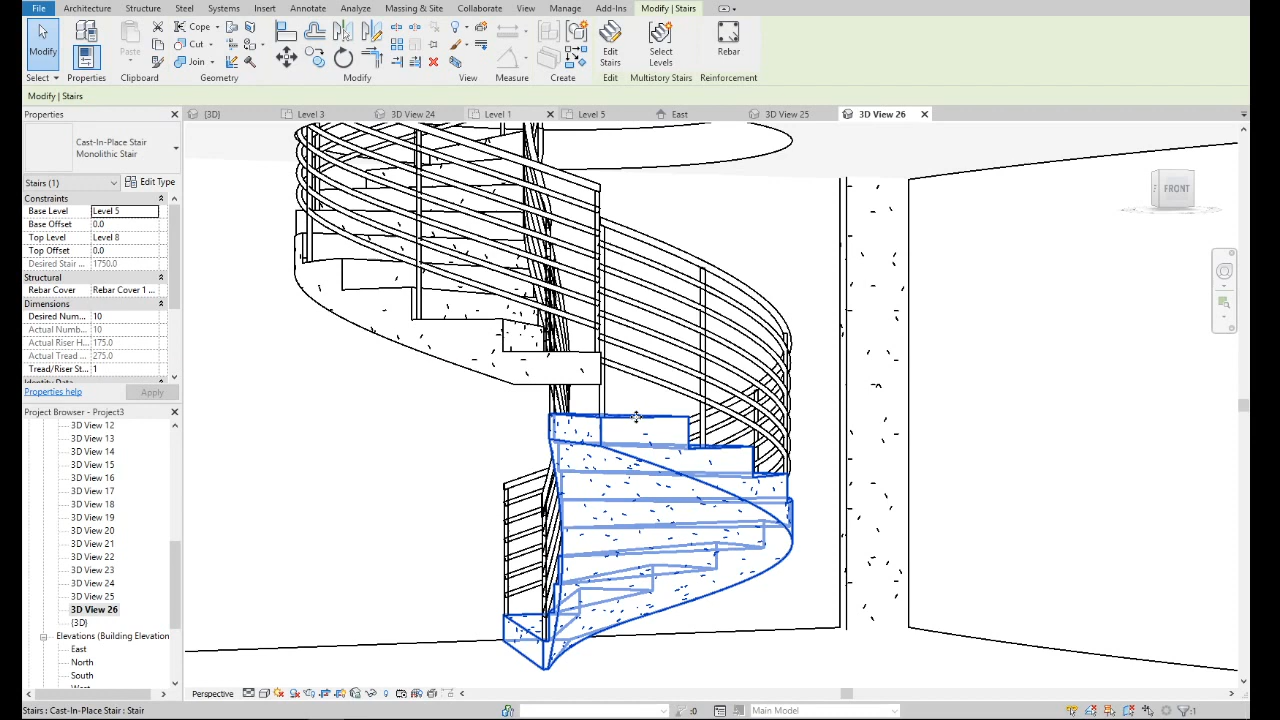 File Architecture Structure Steel Systems Insert Annotate Analyze Massing & Site Collaborate View Manage Add-Ins Modify | Stairs
Modify
Select
Properties
Paste
Clipboard
Cope
Cut
Join
Geometry
Modify
View
Measure
Create
Edit
Stairs
Edit
Select
Levels
Multistory Stairs
Rebar
Reinforcement
Modify | Stairs
Properties
(3D) Level 3 3D View 24 Level 1 Level 5 East 3D View 25 3D View 26
Cast-In-Place Stair
Monolithic Stair
Stairs (1) Edit Type
Constraints
Base Level Level 5
Base Offset 0.0
Top Level Level 8
Top Offset 0.0
Desired Stair ... 1750.0
Structural
Rebar Cover Rebar Cover 1 ...
Dimensions
Desired Num... 10
Actual Numb... 10
Actual Riser H... 175.0
Actual Tread ... 275.0
Tread/Riser St... 1
Identity Data
Properties help Apply
Project Browser - Project3
3D View 12
3D View 13
3D View 14
3D View 15
3D View 16
3D View 17
3D View 18
3D View 19
3D View 20
3D View 21
3D View 22
3D View 23
3D View 24
3D View 25
3D View 26
{3D}
Elevations (Building Elevation
East
North
South
FRONT
Perspective
Stairs : Cast-In-Place Stair : Stair
:0
Main Model
:1